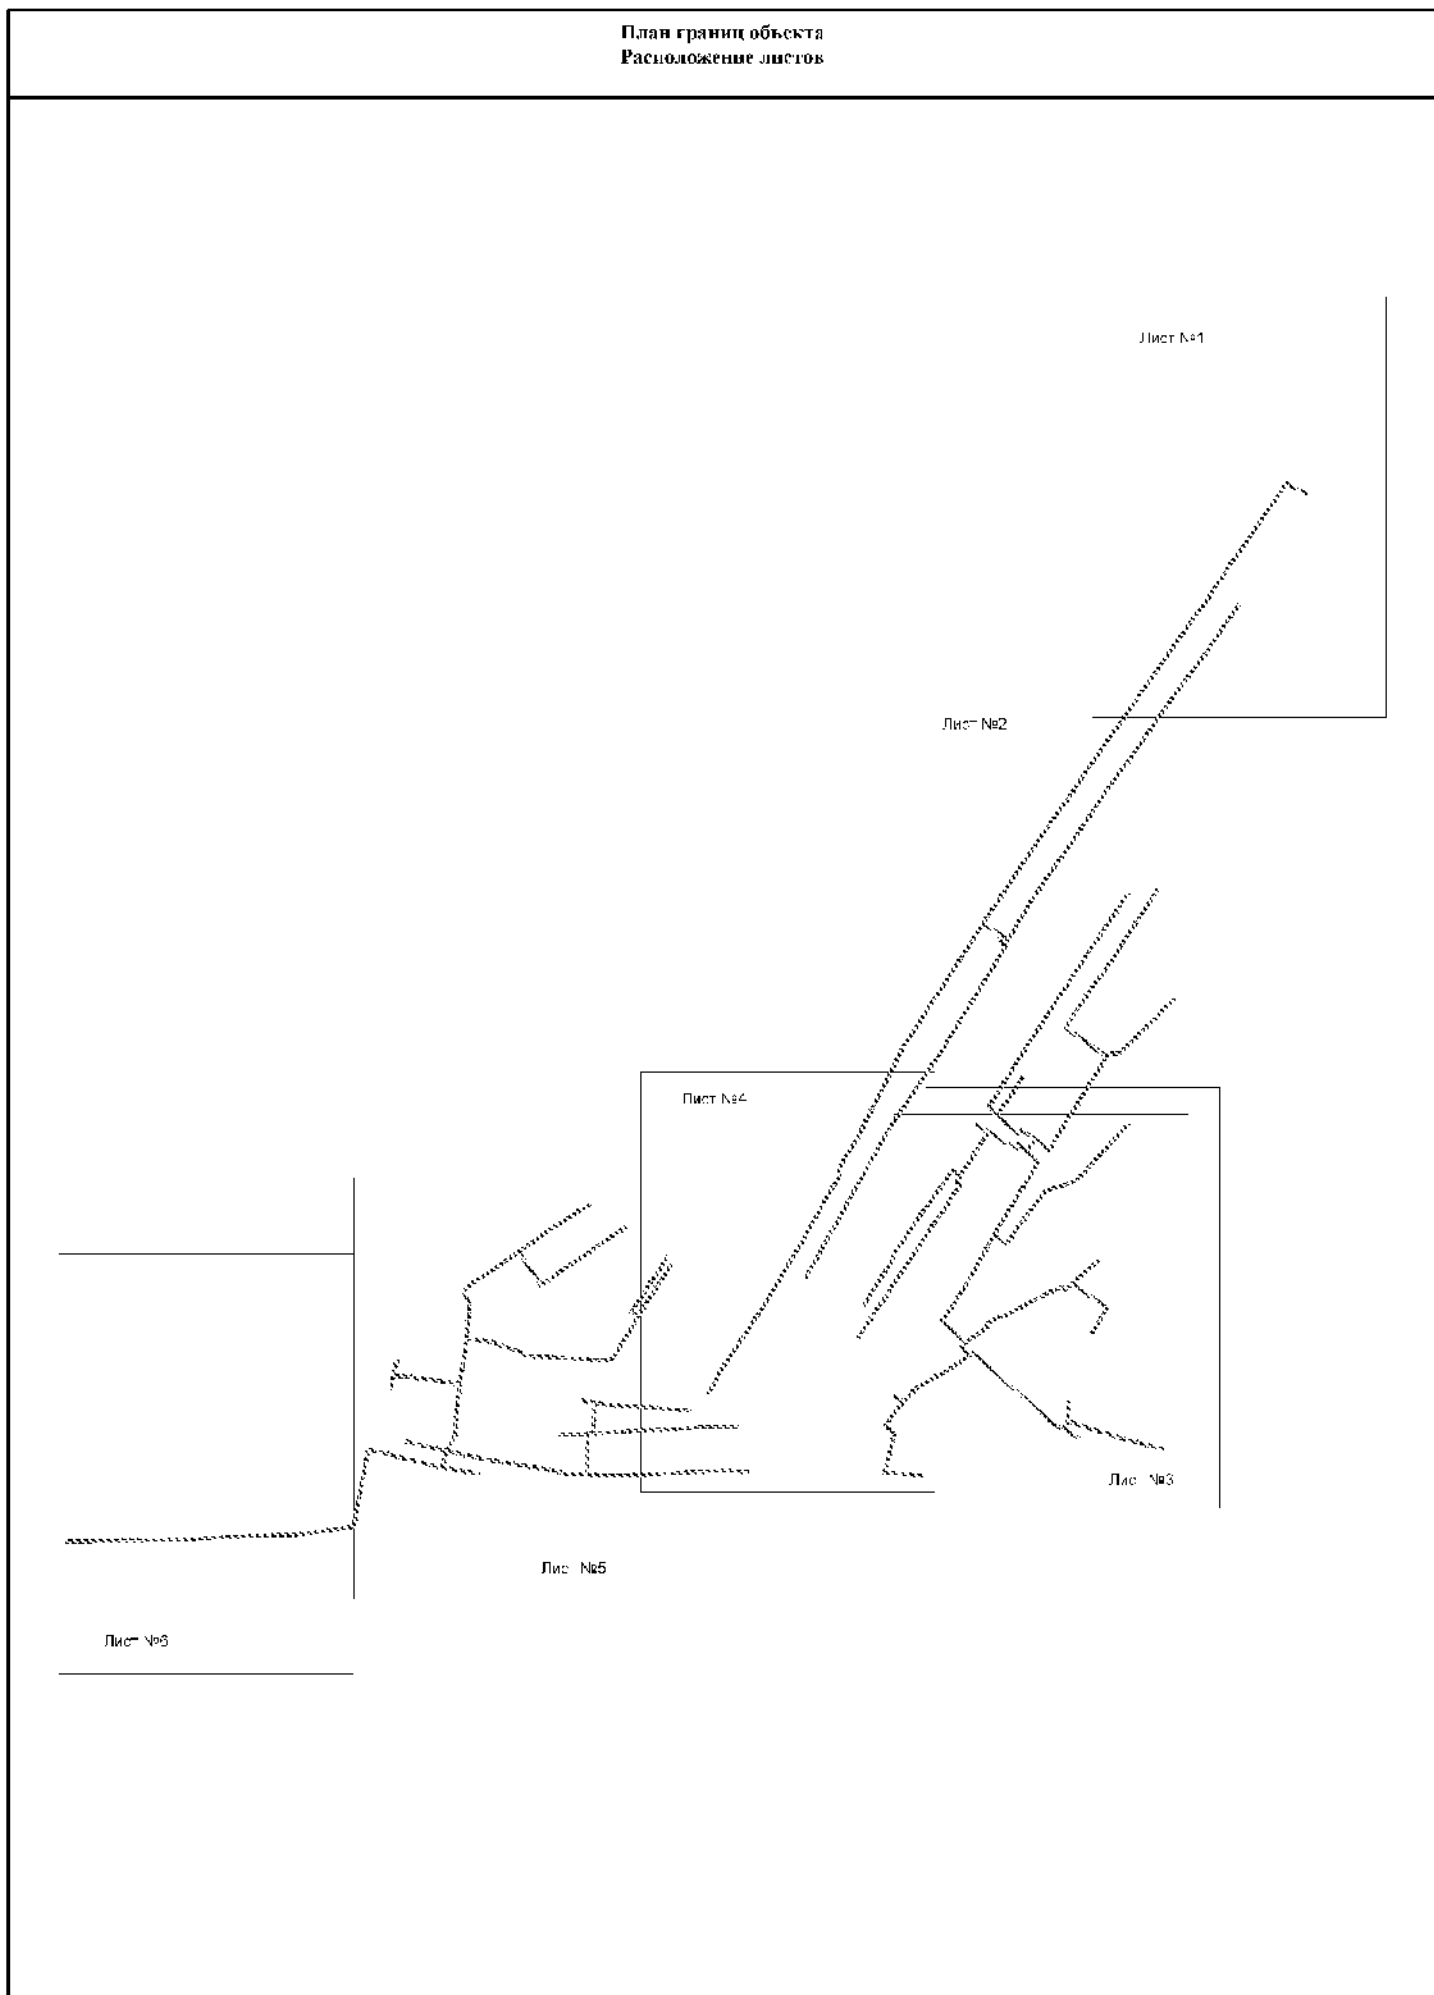 План границ объекта
Расположение листов
Лист №1
Лист №2
Лист №4
Лист №3
Лист №5
Лист №6